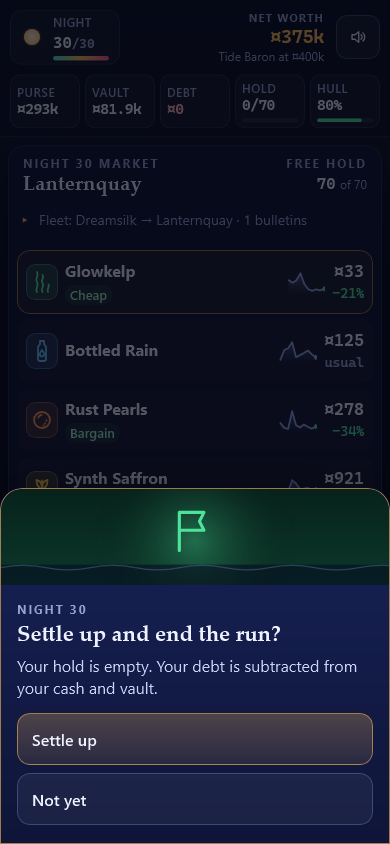 NIGHT
30/30
NET WORTH
¤375k
Tide Baron at ¤400k
PURSE
¤293k
VAULT
¤81.9k
DEBT
¤0
HOLD
0/70
HULL
80%
NIGHT 30 MARKET
Lanternquay
FREE HOLD
70 of 70
Fleet: Dreamsilk → Lanternquay · 1 bulletins
Glowkelp
Cheap
¤33
−21%
Bottled Rain
¤125
usual
Rust Pearls
Bargain
¤278
−34%
Synth Saffron
¤921
NIGHT 30
Settle up and end the run?
Your hold is empty. Your debt is subtracted from
your cash and vault.
Settle up
Not yet